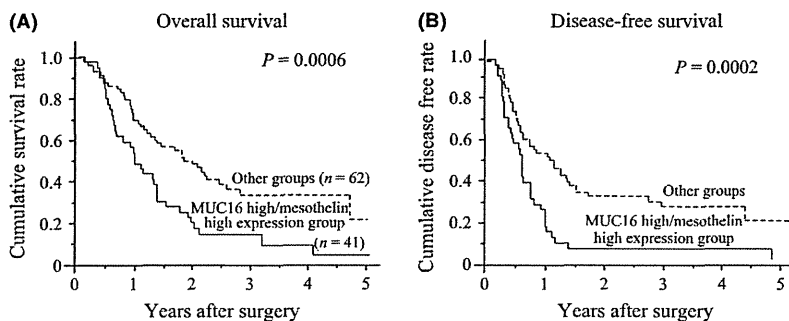 (A) Overall survival
P = 0.0006
Cumulative survival rate
1.0
0.8
0.6
0.4
0.2
0
Other groups (n = 62)
MUC16 high/mesothelin
high expression group
(n = 41)
0 1 2 3 4 5
Years after surgery
(B) Disease-free survival
P = 0.0002
Cumulative disease free rate
1.0
0.8
0.6
0.4
0.2
0
Other groups
MUC16 high/mesothelin
high expression group
0 1 2 3 4 5
Years after surgery